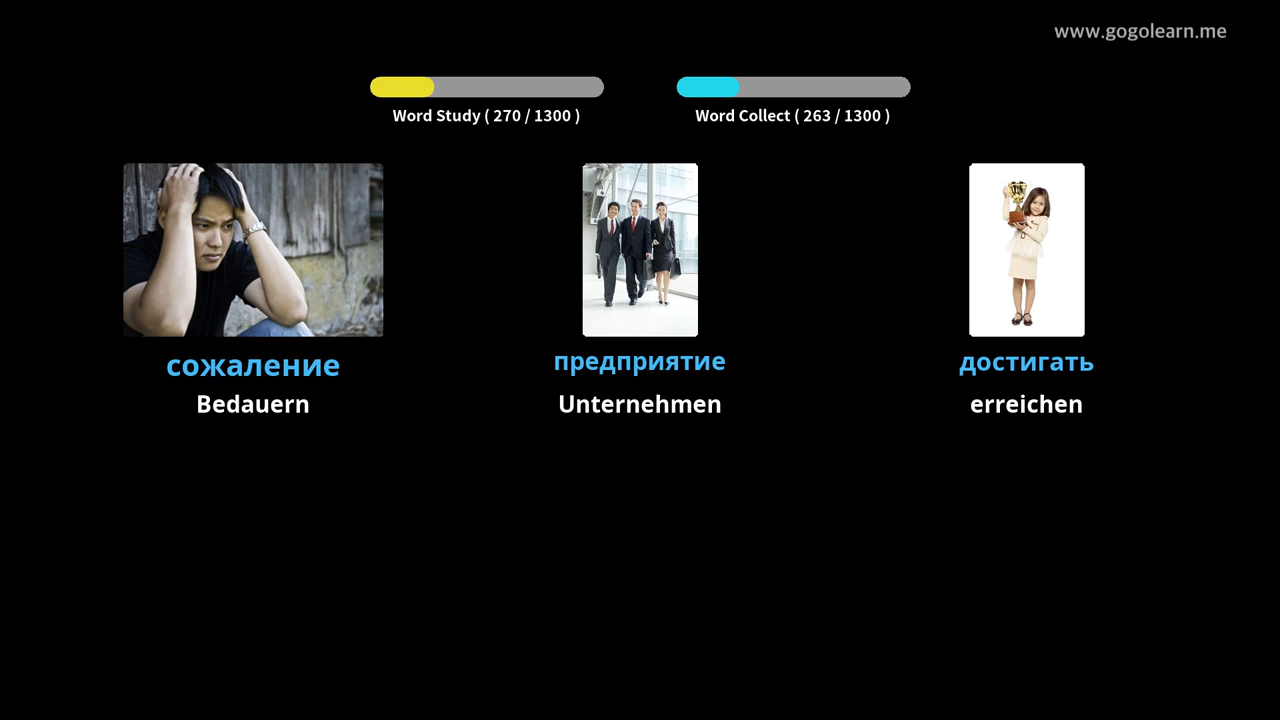 www.gogolearn.me
Word Study ( 270 / 1300 )
Word Collect ( 263 / 1300 )
сожаление
предприятие
достигать
Bedauern
Unternehmen
erreichen